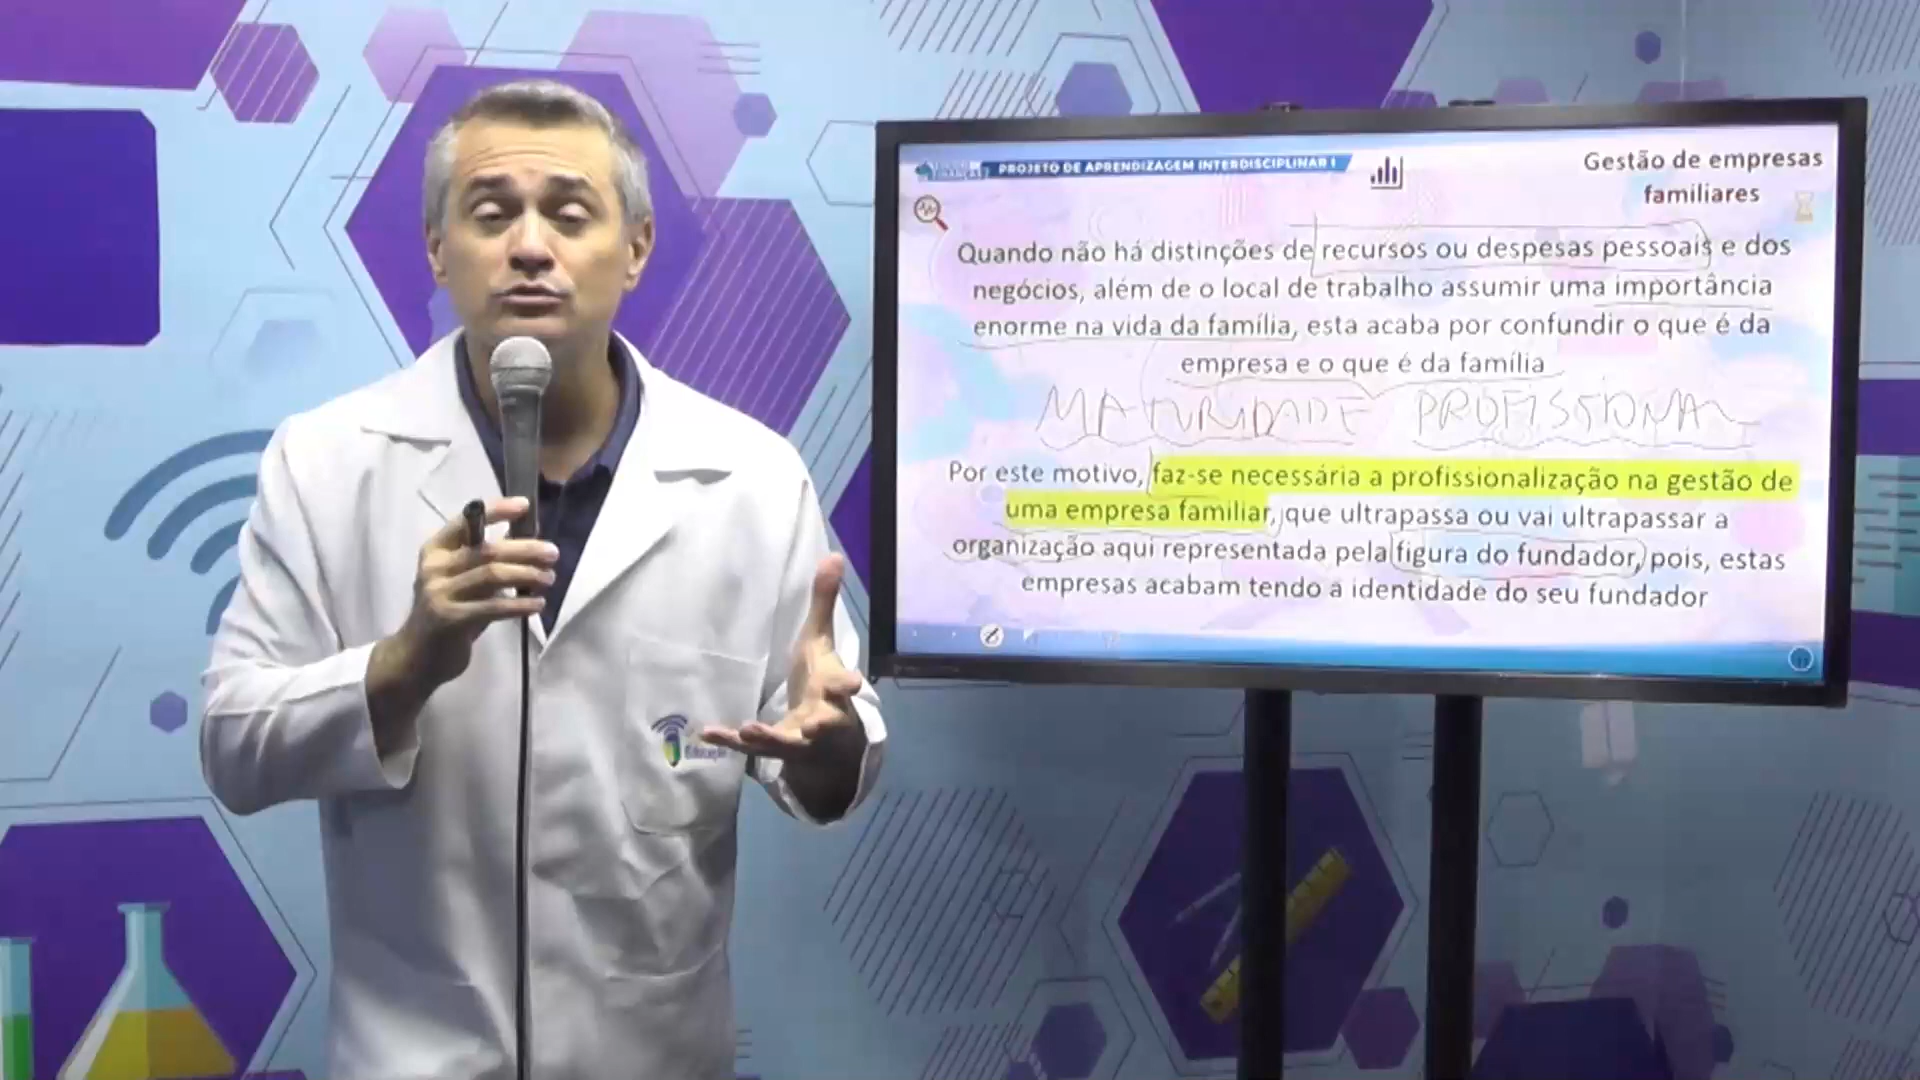 PROJETO DE APRENDIZAGEM INTERDISCIPLINAR I
Gestão de empresas
familiares
Quando não há distinções de recursos ou despesas pessoais e dos
negócios, além de o local de trabalho assumir uma importância
enorme na vida da família, esta acaba por confundir o que é da
empresa e o que é da família
MATURIDADE PROFISSIONAL
Por este motivo, faz-se necessária a profissionalização na gestão de
uma empresa familiar, que ultrapassa ou vai ultrapassar a
organização aqui representada pela figura do fundador, pois, estas
empresas acabam tendo a identidade do seu fundador
Educação